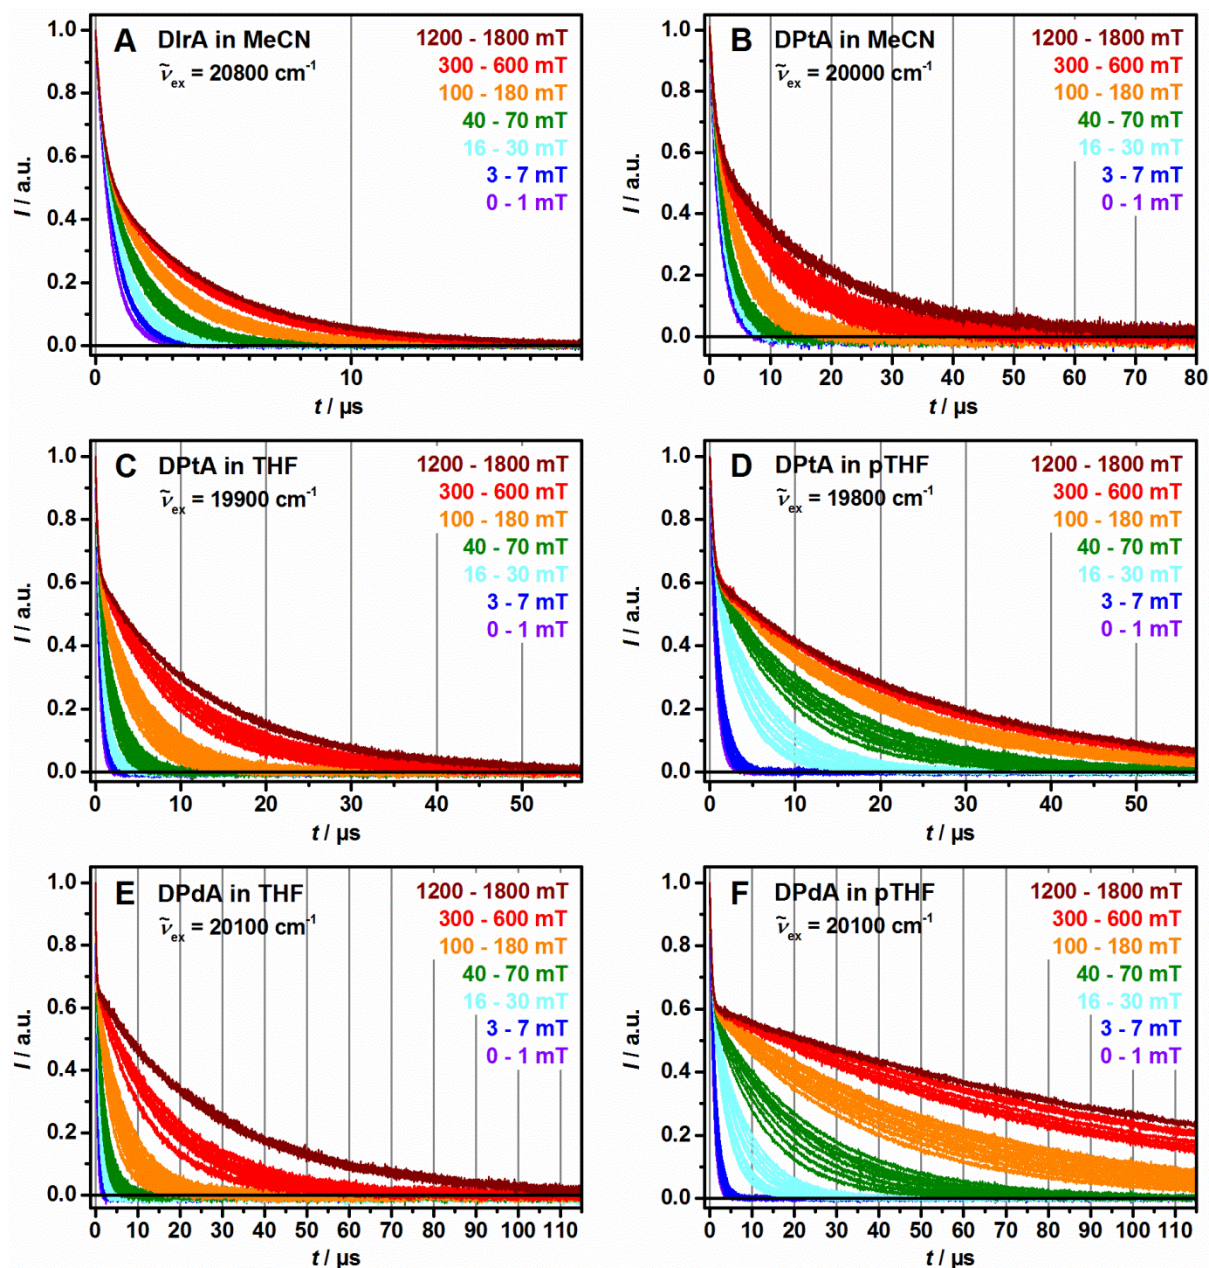 A DIrA in MeCN
ṽex = 20800 cm-1
1200 - 1800 mT
300 - 600 mT
100 - 180 mT
40 - 70 mT
16 - 30 mT
3 - 7 mT
0 - 1 mT
I / a.u.
1.0
0.8
0.6
0.4
0.2
0.0
0 10
t / µs
B DPtA in MeCN
ṽex = 20000 cm-1
1200 - 1800 mT
300 - 600 mT
100 - 180 mT
40 - 70 mT
16 - 30 mT
3 - 7 mT
0 - 1 mT
I / a.u.
1.0
0.8
0.6
0.4
0.2
0.0
0 10 20 30 40 50 60 70 80
t / µs
C DPtA in THF
ṽex = 19900 cm-1
1200 - 1800 mT
300 - 600 mT
100 - 180 mT
40 - 70 mT
16 - 30 mT
3 - 7 mT
0 - 1 mT
I / a.u.
1.0
0.8
0.6
0.4
0.2
0.0
0 10 20 30 40 50
t / µs
D DPtA in pTHF
ṽex = 19800 cm-1
1200 - 1800 mT
300 - 600 mT
100 - 180 mT
40 - 70 mT
16 - 30 mT
3 - 7 mT
0 - 1 mT
I / a.u.
1.0
0.8
0.6
0.4
0.2
0.0
0 10 20 30 40 50
t / µs
E DPdA in THF
ṽex = 20100 cm-1
1200 - 1800 mT
300 - 600 mT
100 - 180 mT
40 - 70 mT
16 - 30 mT
3 - 7 mT
0 - 1 mT
I / a.u.
1.0
0.8
0.6
0.4
0.2
0.0
0 10 20 30 40 50 60 70 80 90 100 110
t / µs
F DPdA in pTHF
ṽex = 20100 cm-1
1200 - 1800 mT
300 - 600 mT
100 - 180 mT
40 - 70 mT
16 - 30 mT
3 - 7 mT
0 - 1 mT
I / a.u.
1.0
0.8
0.6
0.4
0.2
0.0
0 10 20 30 40 50 60 70 80 90 100 110
t / µs